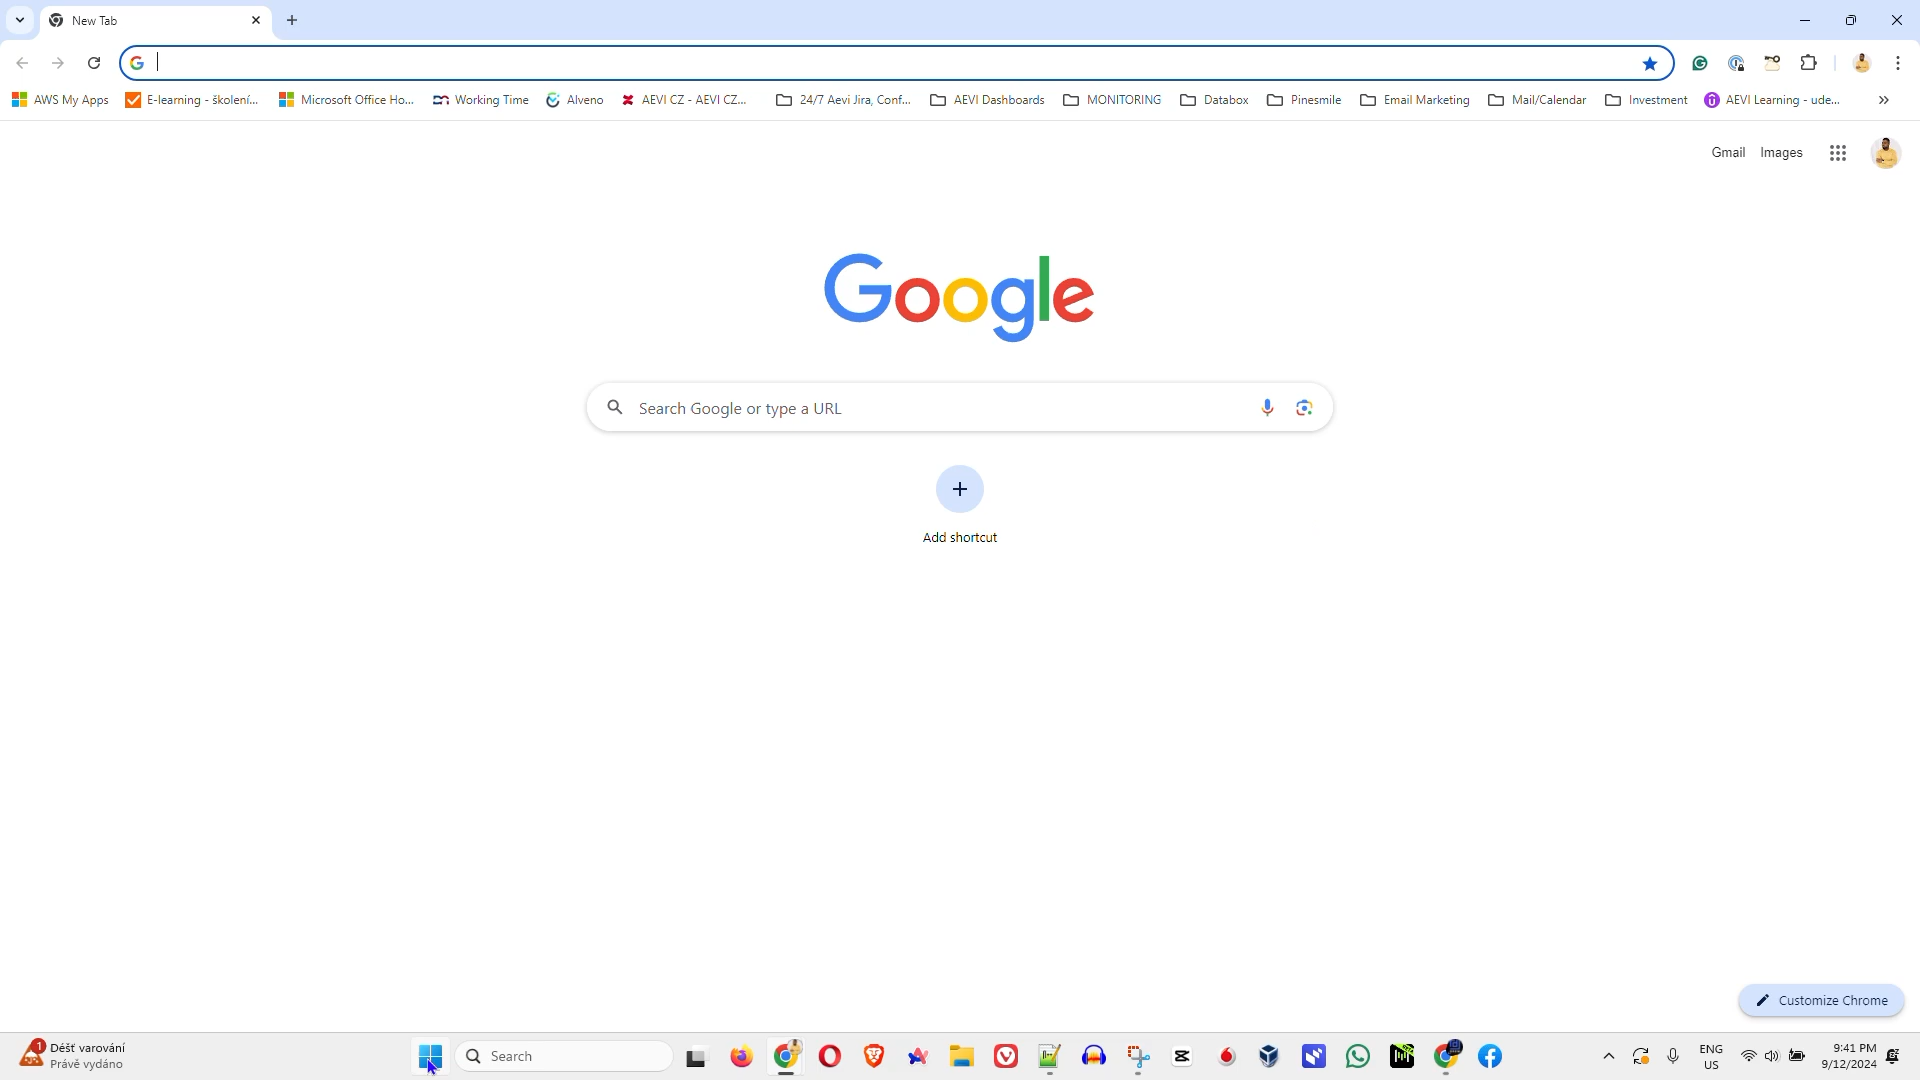 New Tab
AWS My Apps
E-learning - školení...
Microsoft Office Ho...
Working Time
Alveno
AEVI CZ - AEVI CZ...
24/7 Aevi Jira, Conf...
AEVI Dashboards
MONITORING
Databox
Pinesmile
Email Marketing
Mail/Calendar
Investment
AEVI Learning - ude...
Gmail
Images
Google
Search Google or type a URL
Add shortcut
Customize Chrome
1
Déšť varování
Právě vydáno
Search
ENG
US
9:41 PM
9/12/2024